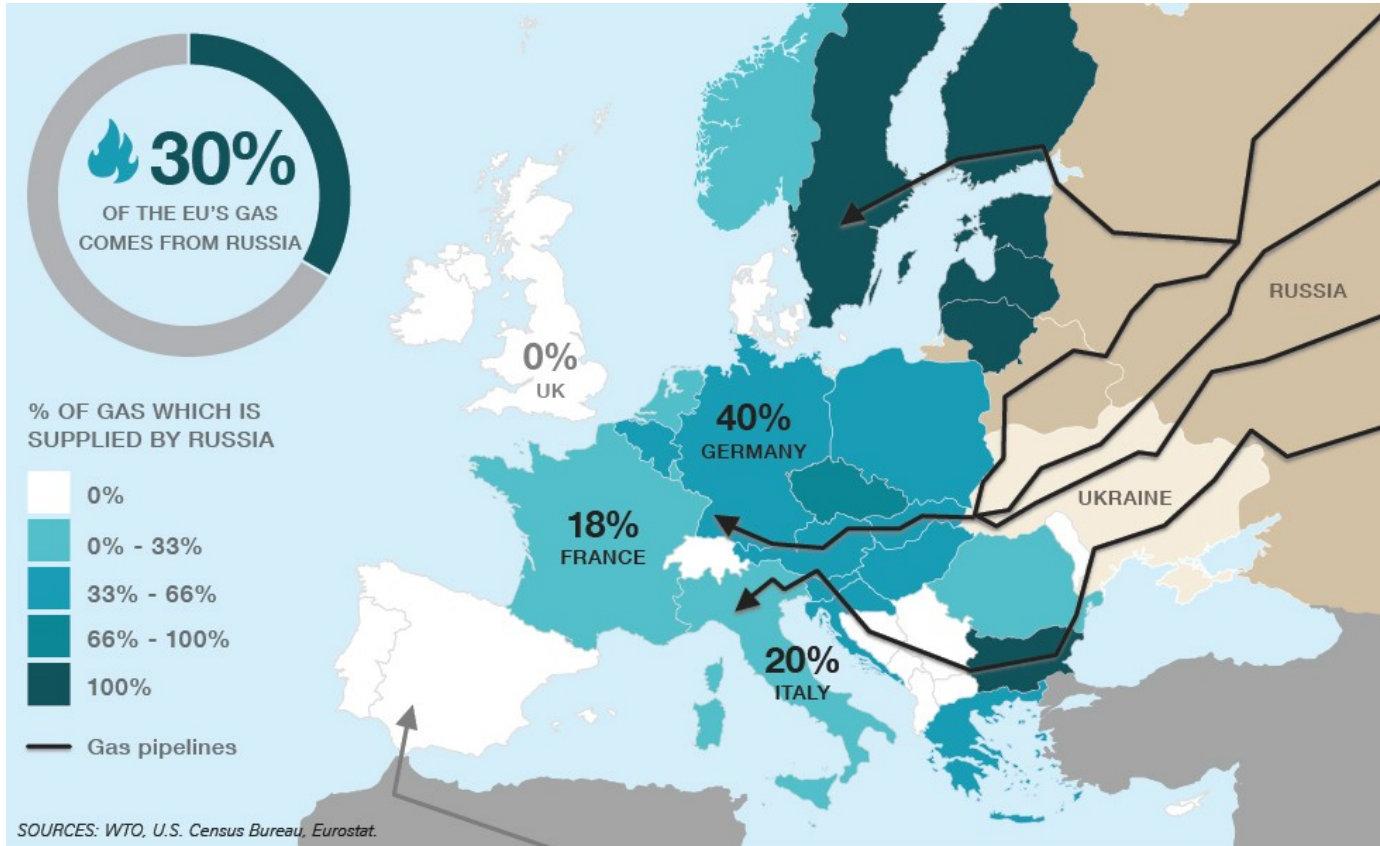 30%
OF THE EU'S GAS
COMES FROM RUSSIA
% OF GAS WHICH IS
SUPPLIED BY RUSSIA
0%
0% - 33%
33% - 66%
66% - 100%
100%
Gas pipelines
SOURCES: WTO, U.S. Census Bureau, Eurostat.
0%
UK
40%
GERMANY
18%
FRANCE
20%
ITALY
RUSSIA
UKRAINE